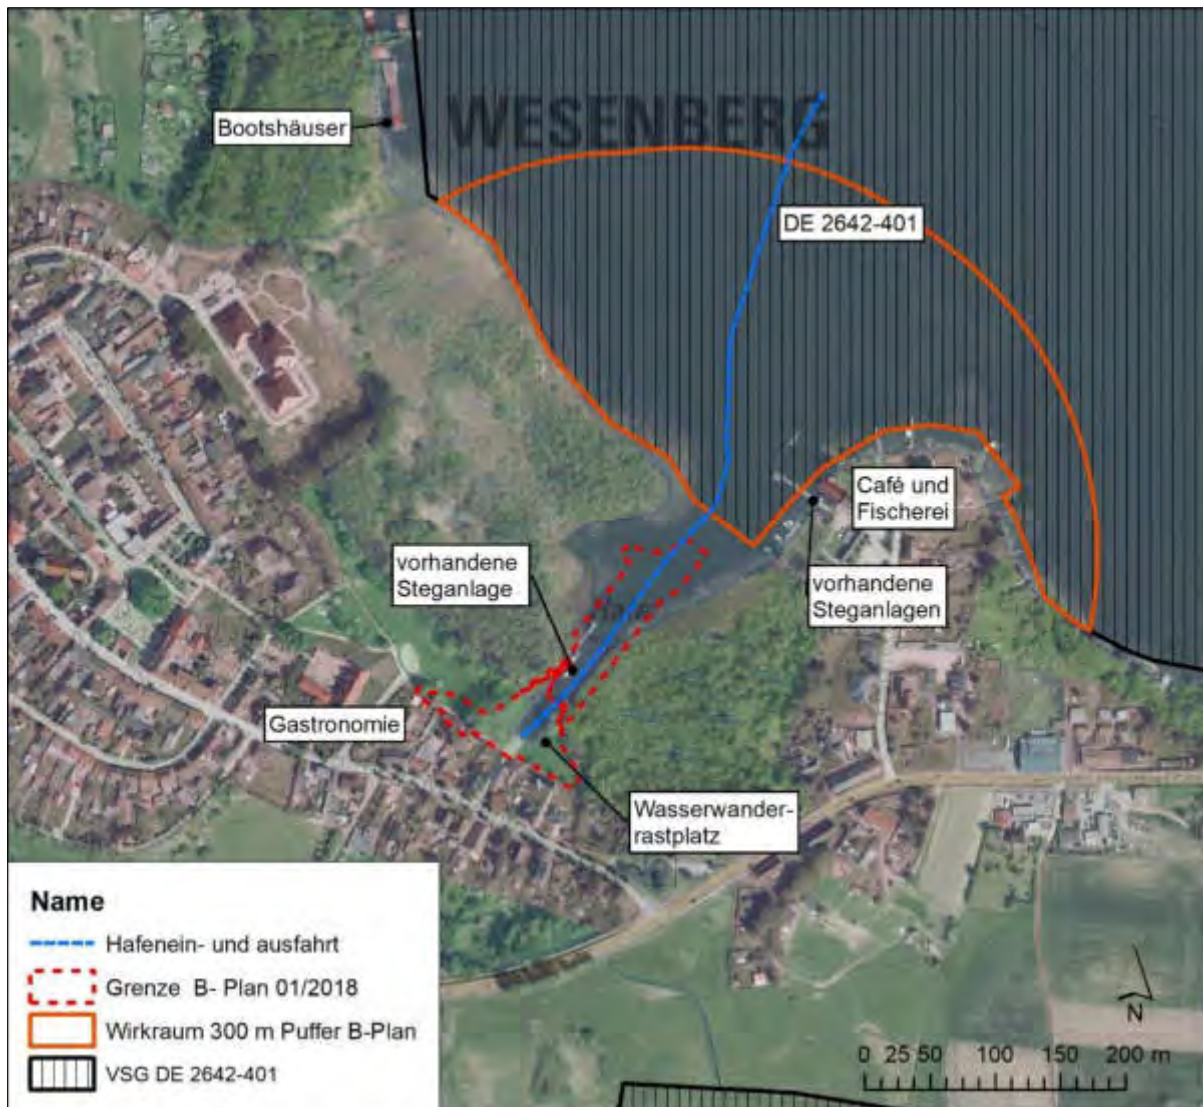 Bootshäuser
WESENBERG
DE 2642-401
Café und
Fischerei
vorhandene
Steganlage
vorhandene
Steganlagen
Gastronomie
Wasserwander-
rastplatz
Name
Hafenein- und ausfahrt
Grenze B- Plan 01/2018
Wirkraum 300 m Puffer B-Plan
VSG DE 2642-401
N
0 25 50 100 150 200 m